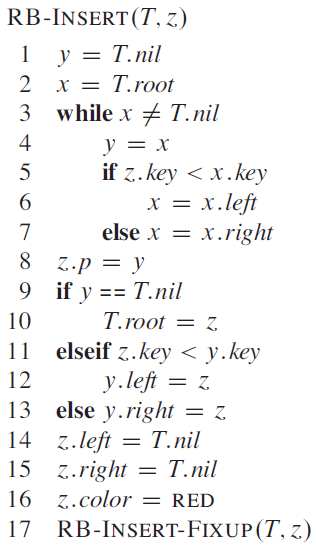 RB-INSERT(T, z)
1 y = T.nil
2 x = T.root
3 while x ≠ T.nil
4 y = x
5 if z.key < x.key
6 x = x.left
7 else x = x.right
8 z.p = y
9 if y == T.nil
10 T.root = z
11 elseif z.key < y.key
12 y.left = z
13 else y.right = z
14 z.left = T.nil
15 z.right = T.nil
16 z.color = RED
17 RB-INSERT-FIXUP(T, z)